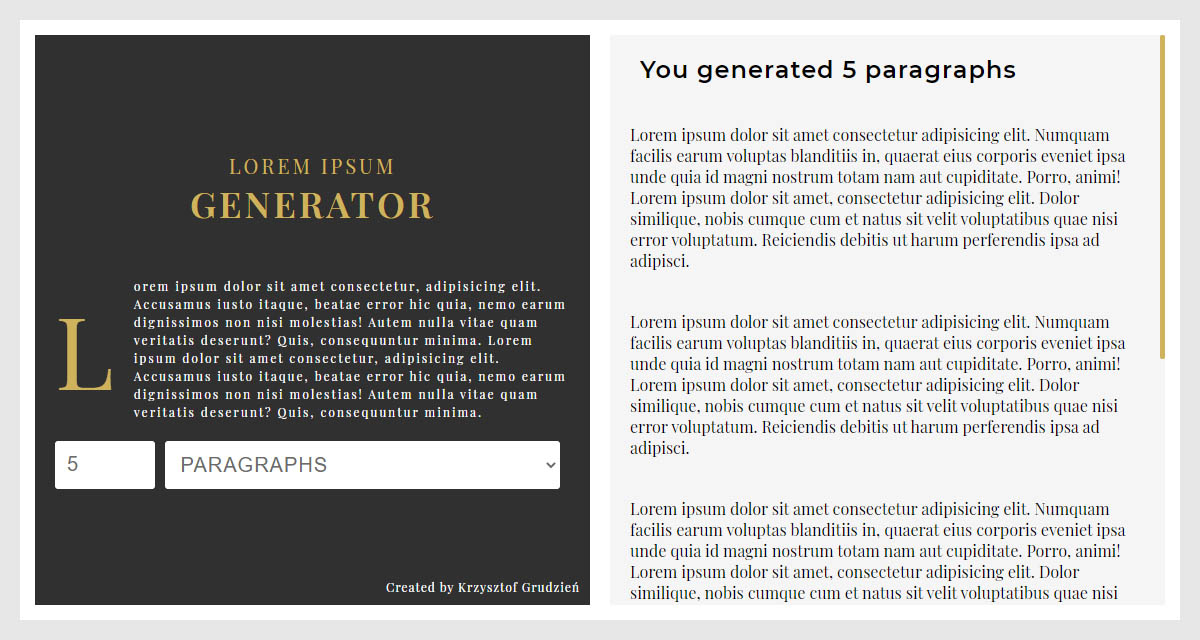 LOREM IPSUM
GENERATOR
L
orem ipsum dolor sit amet consectetur, adipisicing elit.
Accusamus iusto itaque, beatae error hic quia, nemo earum
dignissimos non nisi molestias! Autem nulla vitae quam
veritatis deserunt? Quis, consequuntur minima. Lorem
ipsum dolor sit amet consectetur, adipisicing elit.
Accusamus iusto itaque, beatae error hic quia, nemo earum
dignissimos non nisi molestias! Autem nulla vitae quam
veritatis deserunt? Quis, consequuntur minima.
5
PARAGRAPHS
Created by Krzysztof Grudzień
You generated 5 paragraphs
Lorem ipsum dolor sit amet consectetur adipisicing elit. Numquam
facilis earum voluptas blanditiis in, quaerat eius corporis eveniet ipsa
unde quia id magni nostrum totam nam aut cupiditate. Porro, animi!
Lorem ipsum dolor sit amet, consectetur adipisicing elit. Dolor
similique, nobis cumque cum et natus sit velit voluptatibus quae nisi
error voluptatum. Reiciendis debitis ut harum perferendis ipsa ad
adipisci.
Lorem ipsum dolor sit amet consectetur adipisicing elit. Numquam
facilis earum voluptas blanditiis in, quaerat eius corporis eveniet ipsa
unde quia id magni nostrum totam nam aut cupiditate. Porro, animi!
Lorem ipsum dolor sit amet, consectetur adipisicing elit. Dolor
similique, nobis cumque cum et natus sit velit voluptatibus quae nisi
error voluptatum. Reiciendis debitis ut harum perferendis ipsa ad
adipisci.
Lorem ipsum dolor sit amet consectetur adipisicing elit. Numquam
facilis earum voluptas blanditiis in, quaerat eius corporis eveniet ipsa
unde quia id magni nostrum totam nam aut cupiditate. Porro, animi!
Lorem ipsum dolor sit amet, consectetur adipisicing elit. Dolor
similique, nobis cumque cum et natus sit velit voluptatibus quae nisi